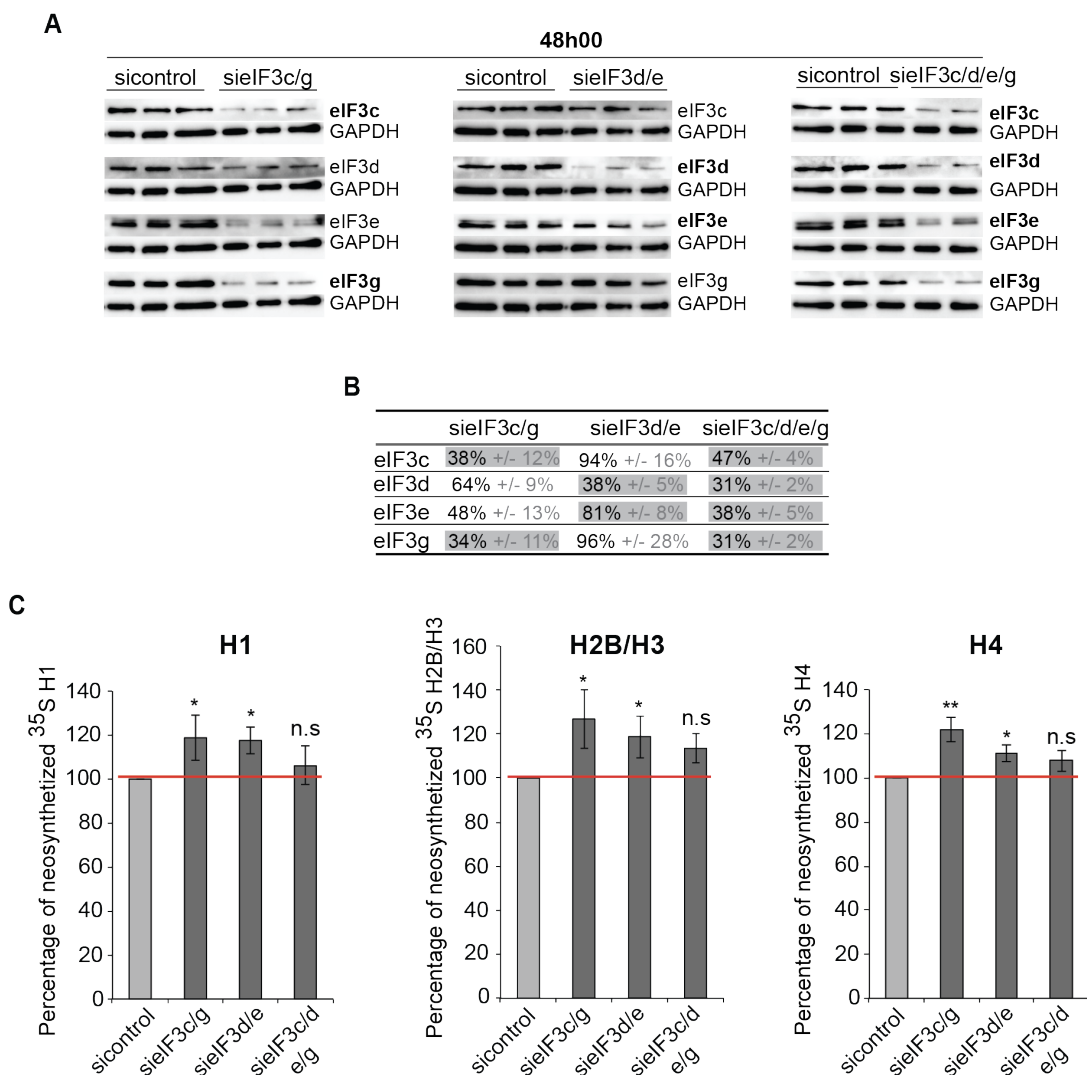 A
48h00
sicontrol sieIF3c/g
eIF3c
GAPDH
eIF3d
GAPDH
eIF3e
GAPDH
eIF3g
GAPDH
sicontrol sieIF3d/e
eIF3c
GAPDH
eIF3d
GAPDH
eIF3e
GAPDH
eIF3g
GAPDH
sicontrol sieIF3c/d/e/g
eIF3c
GAPDH
eIF3d
GAPDH
eIF3e
GAPDH
eIF3g
GAPDH
B
sieIF3c/g sieIF3d/e sieIF3c/d/e/g
eIF3c 38% +/- 12% 94% +/- 16% 47% +/- 4%
eIF3d 64% +/- 9% 38% +/- 5% 31% +/- 2%
eIF3e 48% +/- 13% 81% +/- 8% 38% +/- 5%
eIF3g 34% +/- 11% 96% +/- 28% 31% +/- 2%
C
H1
Percentage of neosynthetized 35S H1
140
120
100
80
60
40
20
0
*
*
n.s
sicontrol
sieIF3c/g
sieIF3d/e
sieIF3c/d
e/g
H2B/H3
Percentage of neosynthetized 35S H2B/H3
160
140
120
100
80
60
40
20
0
*
*
n.s
sicontrol
sieIF3c/g
sieIF3d/e
sieIF3c/d
e/g
H4
Percentage of neosynthetized 35S H4
140
120
100
80
60
40
20
0
**
*
n.s
sicontrol
sieIF3c/g
sieIF3d/e
sieIF3c/d
e/g